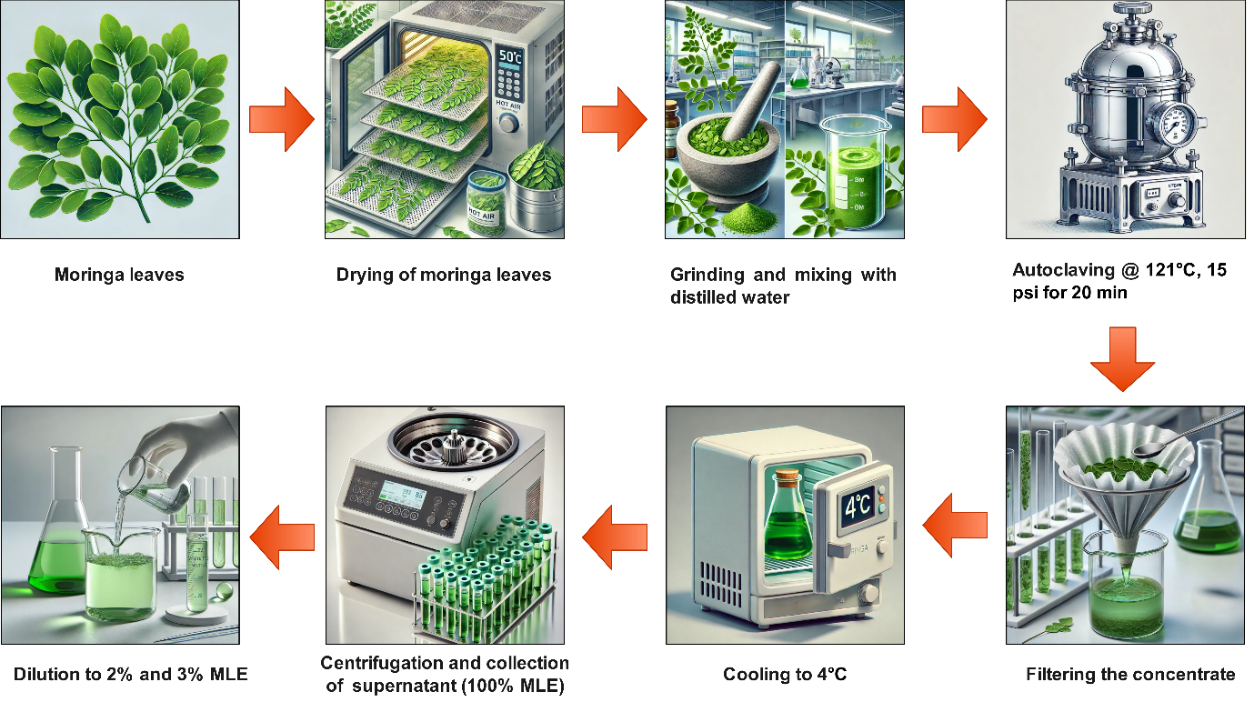 50°C
HOT AIR
HOT AIR
Moringa leaves
Drying of moringa leaves
Grinding and mixing with
distilled water
Autoclaving @ 121°C, 15
psi for 20 min
4°C
Dilution to 2% and 3% MLE
Centrifugation and collection
of supernatant (100% MLE)
Cooling to 4°C
Filtering the concentrate